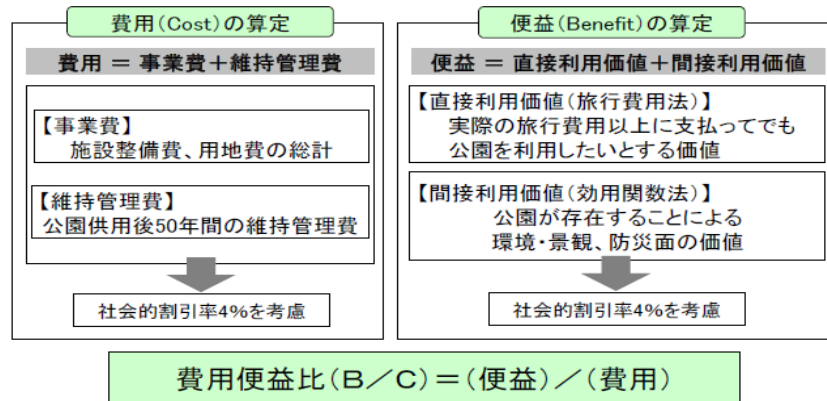 費用(Cost)の算定
費用 = 事業費+維持管理費
【事業費】
施設整備費、用地費の総計
【維持管理費】
公園供用後50年間の維持管理費
社会的割引率4%を考慮
便益(Benefit)の算定
便益 = 直接利用価値+間接利用価値
【直接利用価値(旅行費用法)】
実際の旅行費用以上に支払ってでも
公園を利用したいとする価値
【間接利用価値(効用関数法)】
公園が存在することによる
環境・景観、防災面の価値
社会的割引率4%を考慮
費用便益比(B/C)=(便益)/(費用)